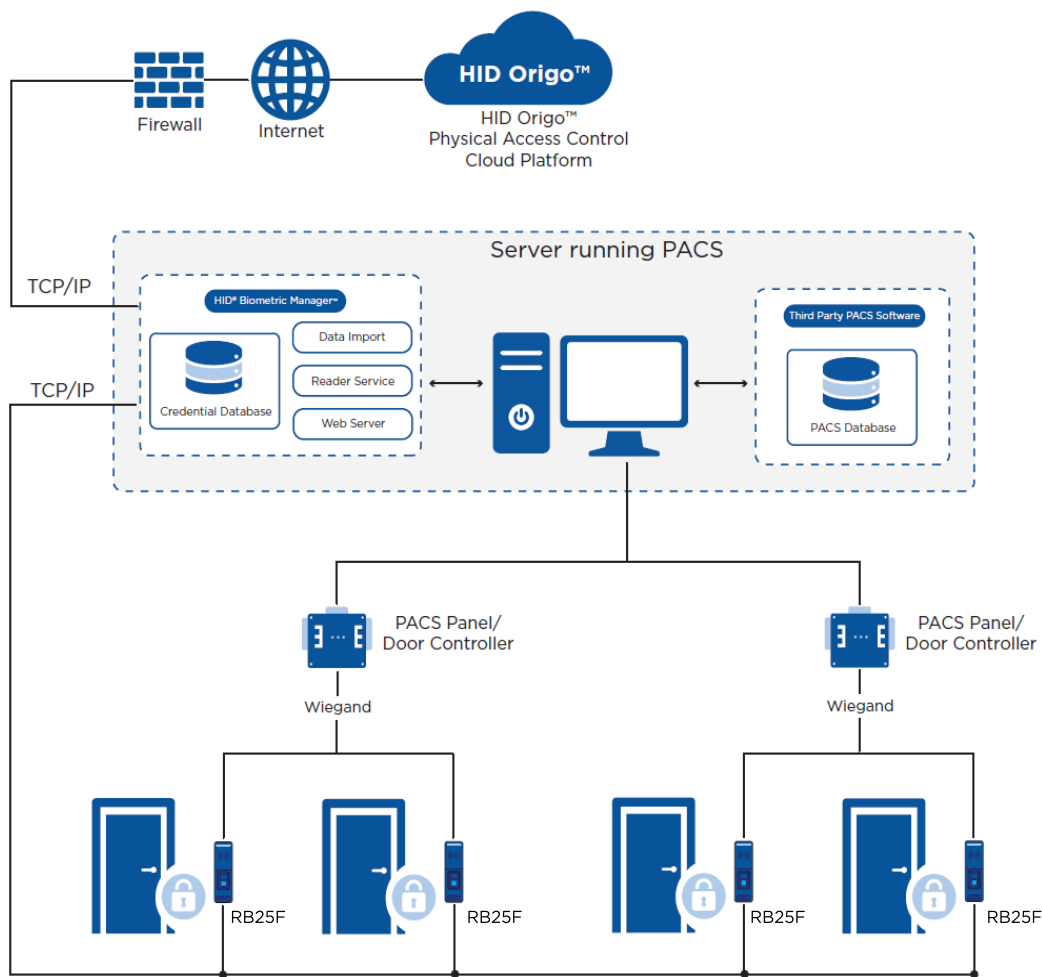 HID Origo™
Firewall
Internet
HID Origo™
Physical Access Control
Cloud Platform
Server running PACS
TCP/IP
HID® Biometric Manager™
Third Party PACS Software
Data Import
Reader Service
Web Server
Credential Database
PACS Database
TCP/IP
PACS Panel/
Door Controller
PACS Panel/
Door Controller
Wiegand
Wiegand
RB25F
RB25F
RB25F
RB25F